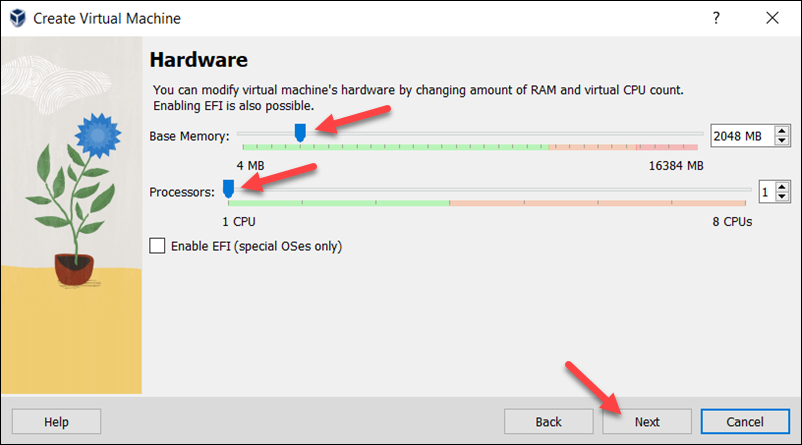 Create Virtual Machine
?
Hardware
You can modify virtual machine's hardware by changing amount of RAM and virtual CPU count.
Enabling EFI is also possible.
Base Memory: 2048 MB
4 MB 16384 MB
Processors: 1
1 CPU 8 CPUs
Enable EFI (special OSes only)
Help Back Next Cancel